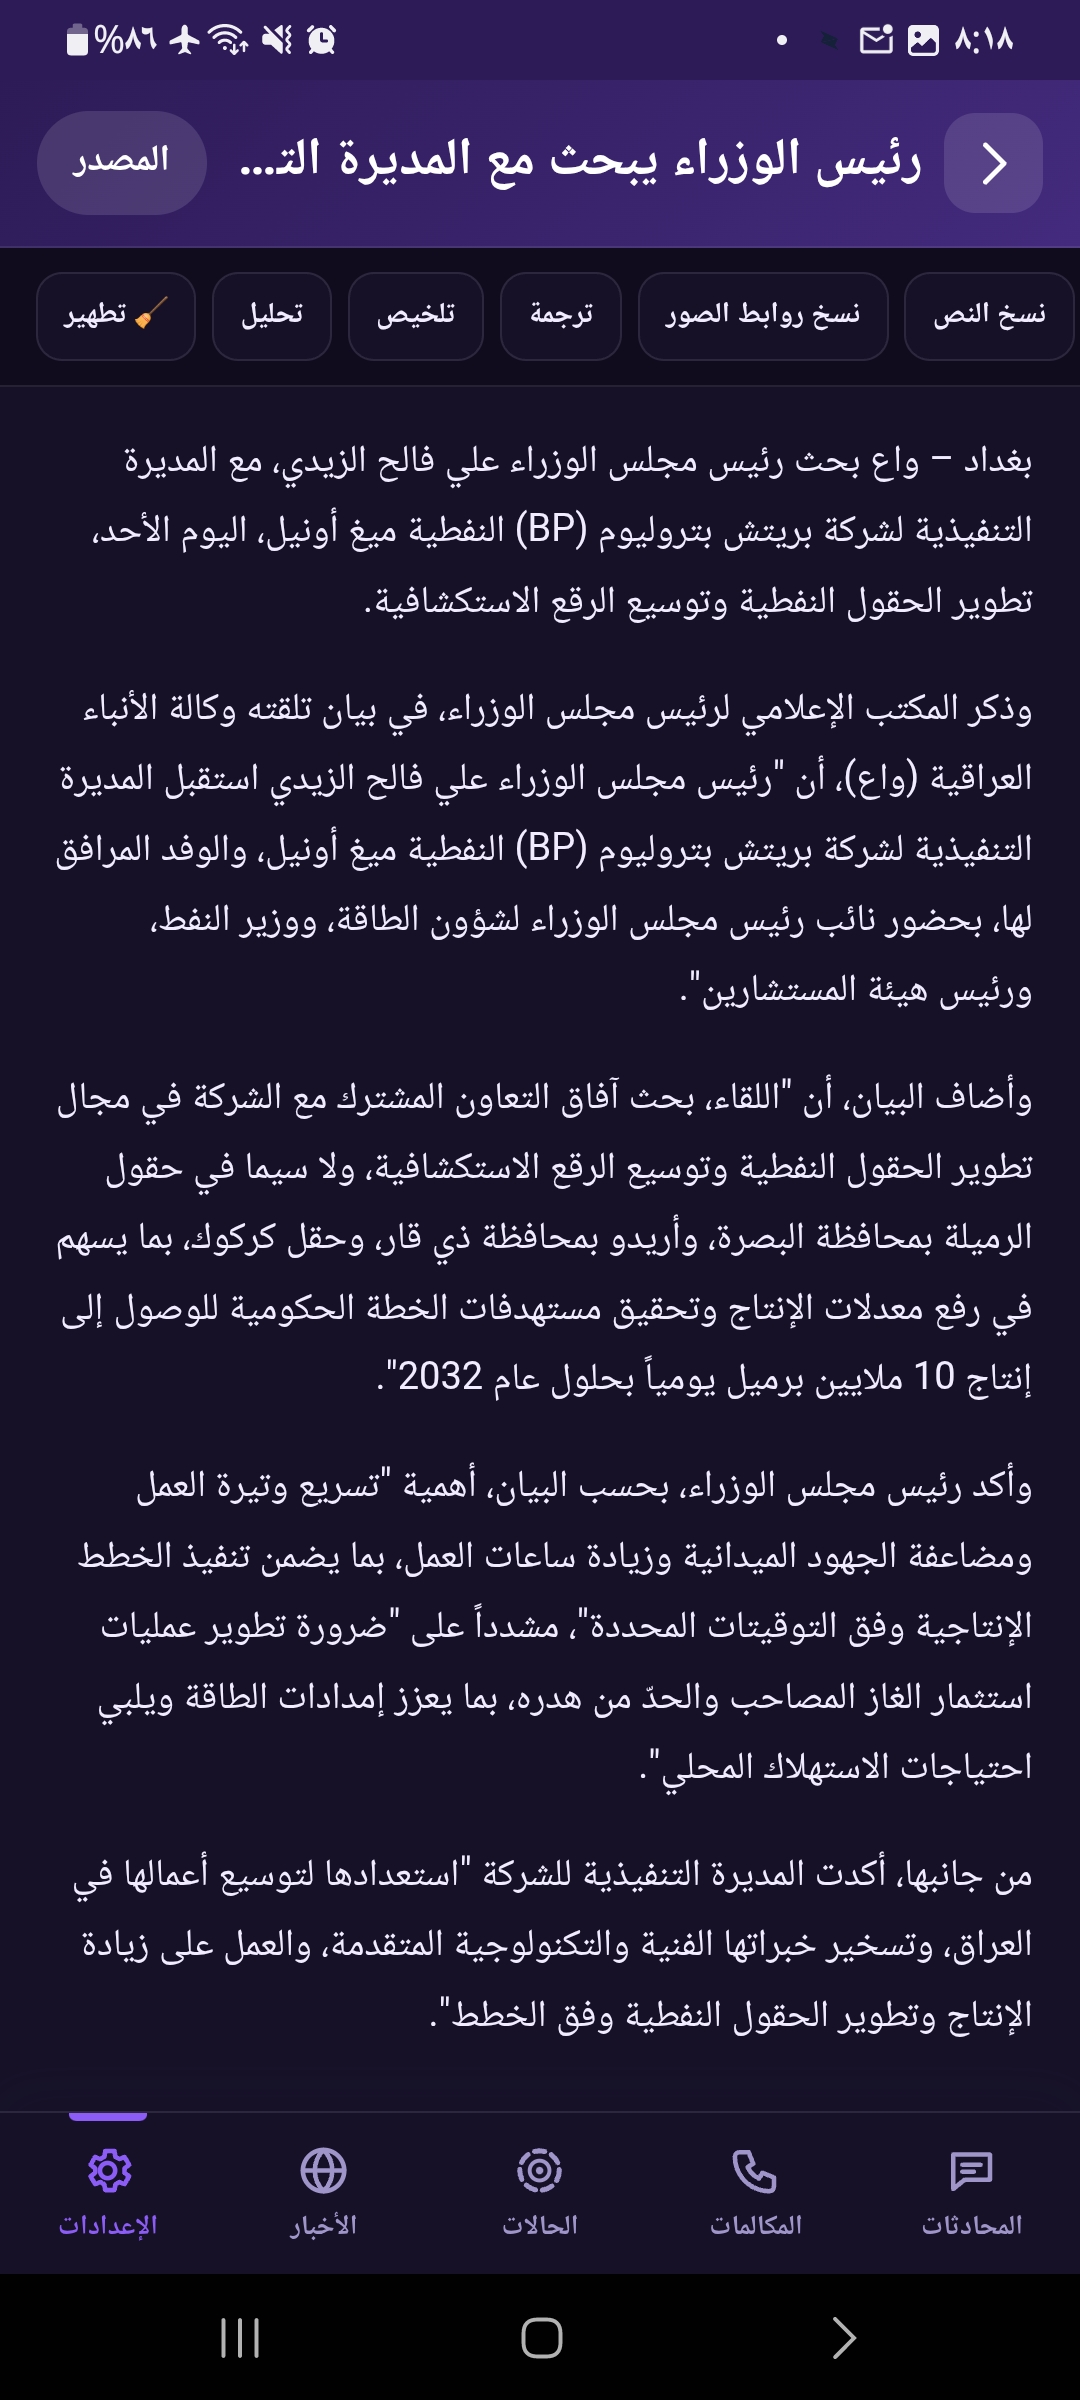 ٨:١٨
%٨٦
رئيس الوزراء يبحث مع المديرة التـ...
المصدر
نسخ النص
نسخ روابط الصور
ترجمة
تلخيص
تحليل
🧹 تطهير
بغداد – واع بحث رئيس مجلس الوزراء علي فالح الزيدي، مع المديرة
التنفيذية لشركة بريتش بتروليوم (BP) النفطية ميغ أونيل، اليوم الأحد،
تطوير الحقول النفطية وتوسيع الرقع الاستكشافية.
وذكر المكتب الإعلامي لرئيس مجلس الوزراء، في بيان تلقته وكالة الأنباء
العراقية (واع)، أن "رئيس مجلس الوزراء علي فالح الزيدي استقبل المديرة
التنفيذية لشركة بريتش بتروليوم (BP) النفطية ميغ أونيل، والوفد المرافق
لها، بحضور نائب رئيس مجلس الوزراء لشؤون الطاقة، ووزير النفط،
ورئيس هيئة المستشارين".
وأضاف البيان، أن "اللقاء، بحث آفاق التعاون المشترك مع الشركة في مجال
تطوير الحقول النفطية وتوسيع الرقع الاستكشافية، ولا سيما في حقول
الرميلة بمحافظة البصرة، وأريدو بمحافظة ذي قار، وحقل كركوك، بما يسهم
في رفع معدلات الإنتاج وتحقيق مستهدفات الخطة الحكومية للوصول إلى
إنتاج 10 ملايين برميل يومياً بحلول عام 2032".
وأكد رئيس مجلس الوزراء، بحسب البيان، أهمية "تسريع وتيرة العمل
ومضاعفة الجهود الميدانية وزيادة ساعات العمل، بما يضمن تنفيذ الخطط
الإنتاجية وفق التوقيتات المحددة"، مشدداً على "ضرورة تطوير عمليات
استثمار الغاز المصاحب والحدّ من هدره، بما يعزز إمدادات الطاقة ويلبي
احتياجات الاستهلاك المحلي".
من جانبها، أكدت المديرة التنفيذية للشركة "استعدادها لتوسيع أعمالها في
العراق، وتسخير خبراتها الفنية والتكنولوجية المتقدمة، والعمل على زيادة
الإنتاج وتطوير الحقول النفطية وفق الخطط".
المحادثات
المكالمات
الحالات
الأخبار
الإعدادات